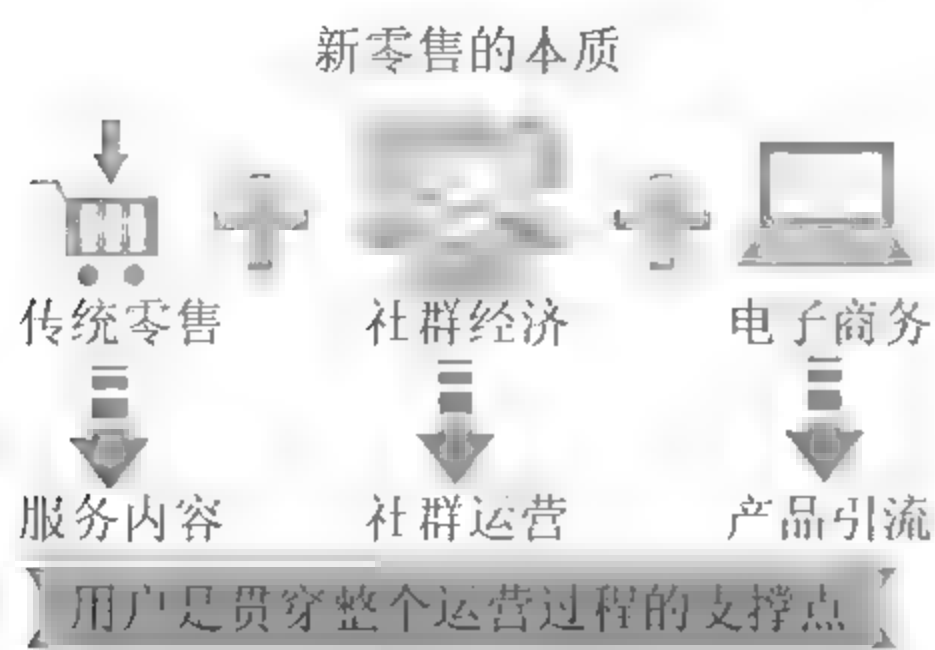 新零售的本质
传统零售 社群经济 电子商务
服务内容 社群运营 产品引流
用户是贯穿整个运营过程的支撑点